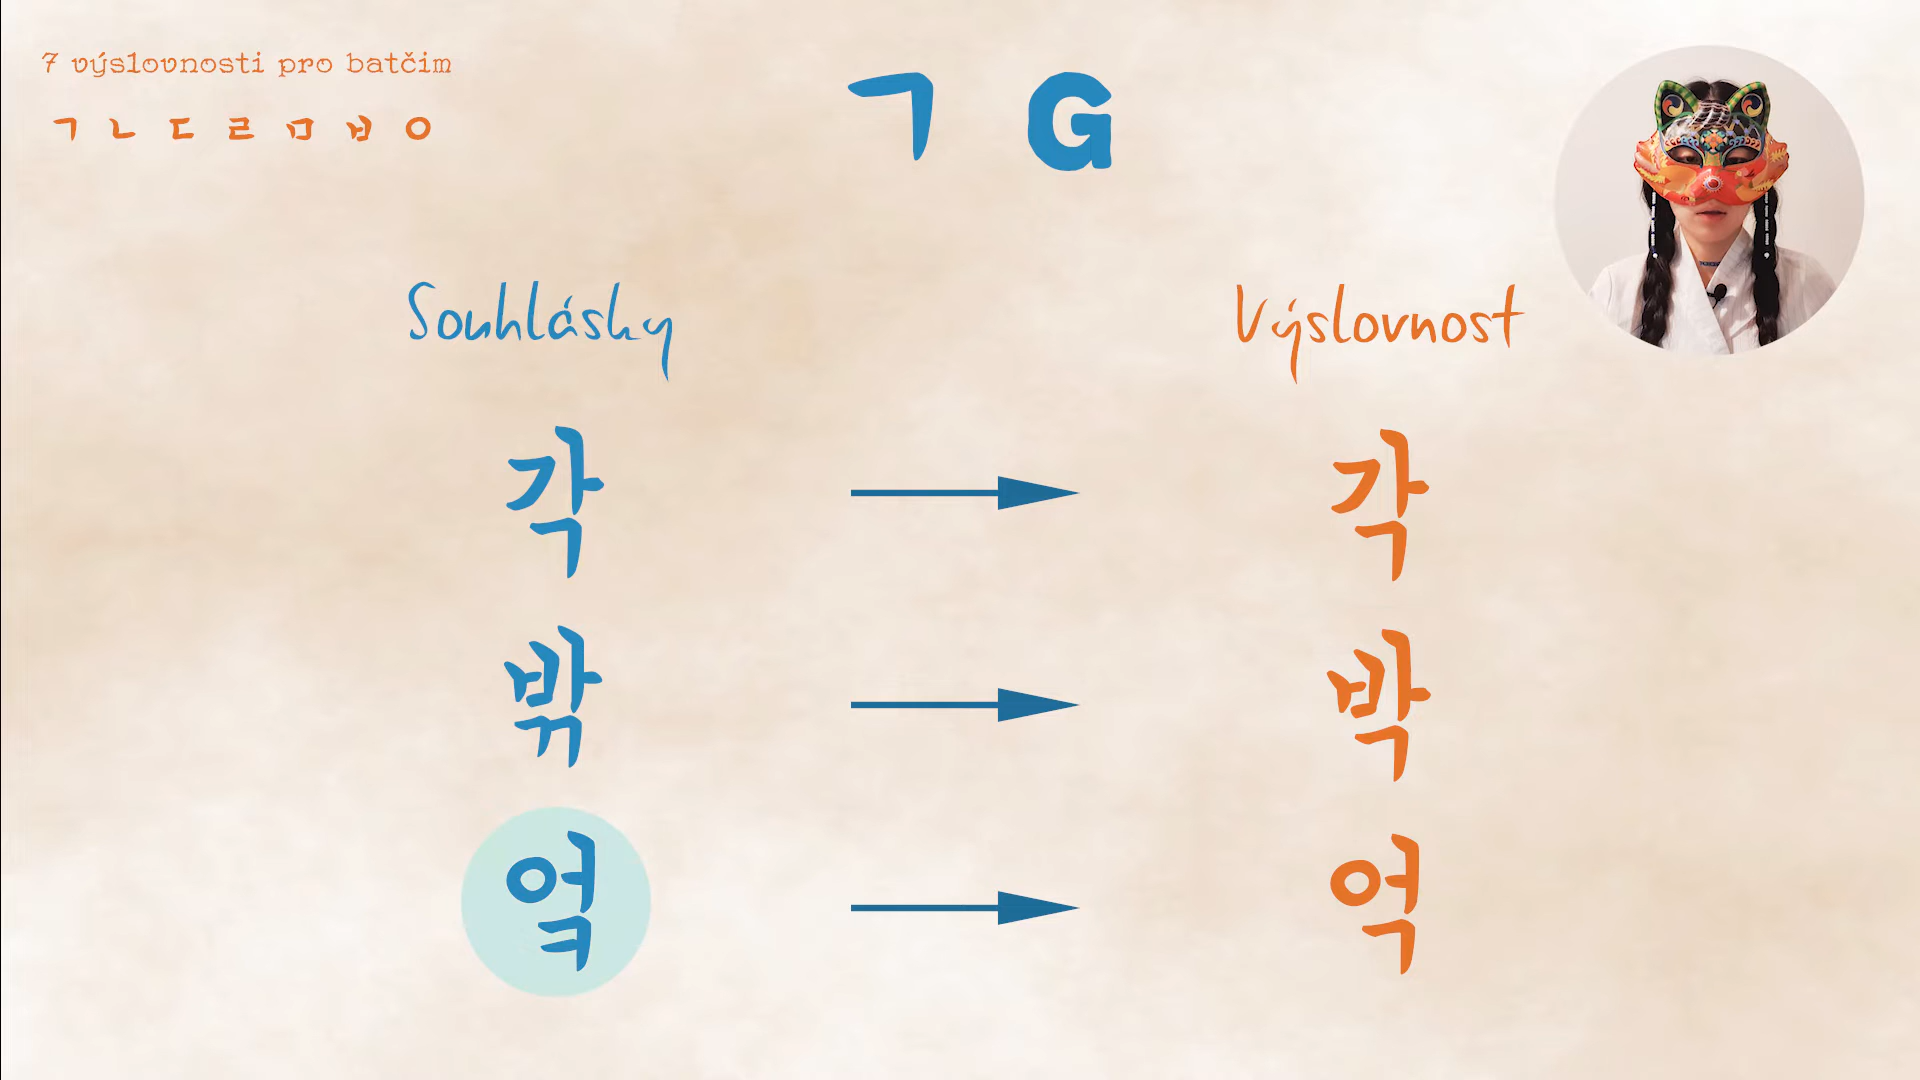 7 výslovnosti pro batčim
ㄱ ㄴ ㄷ ㄹ ㅁ ㅂ ㅇ
ㄱ G
Souhlásky Výslovnost
각 각
밖 박
엌 억